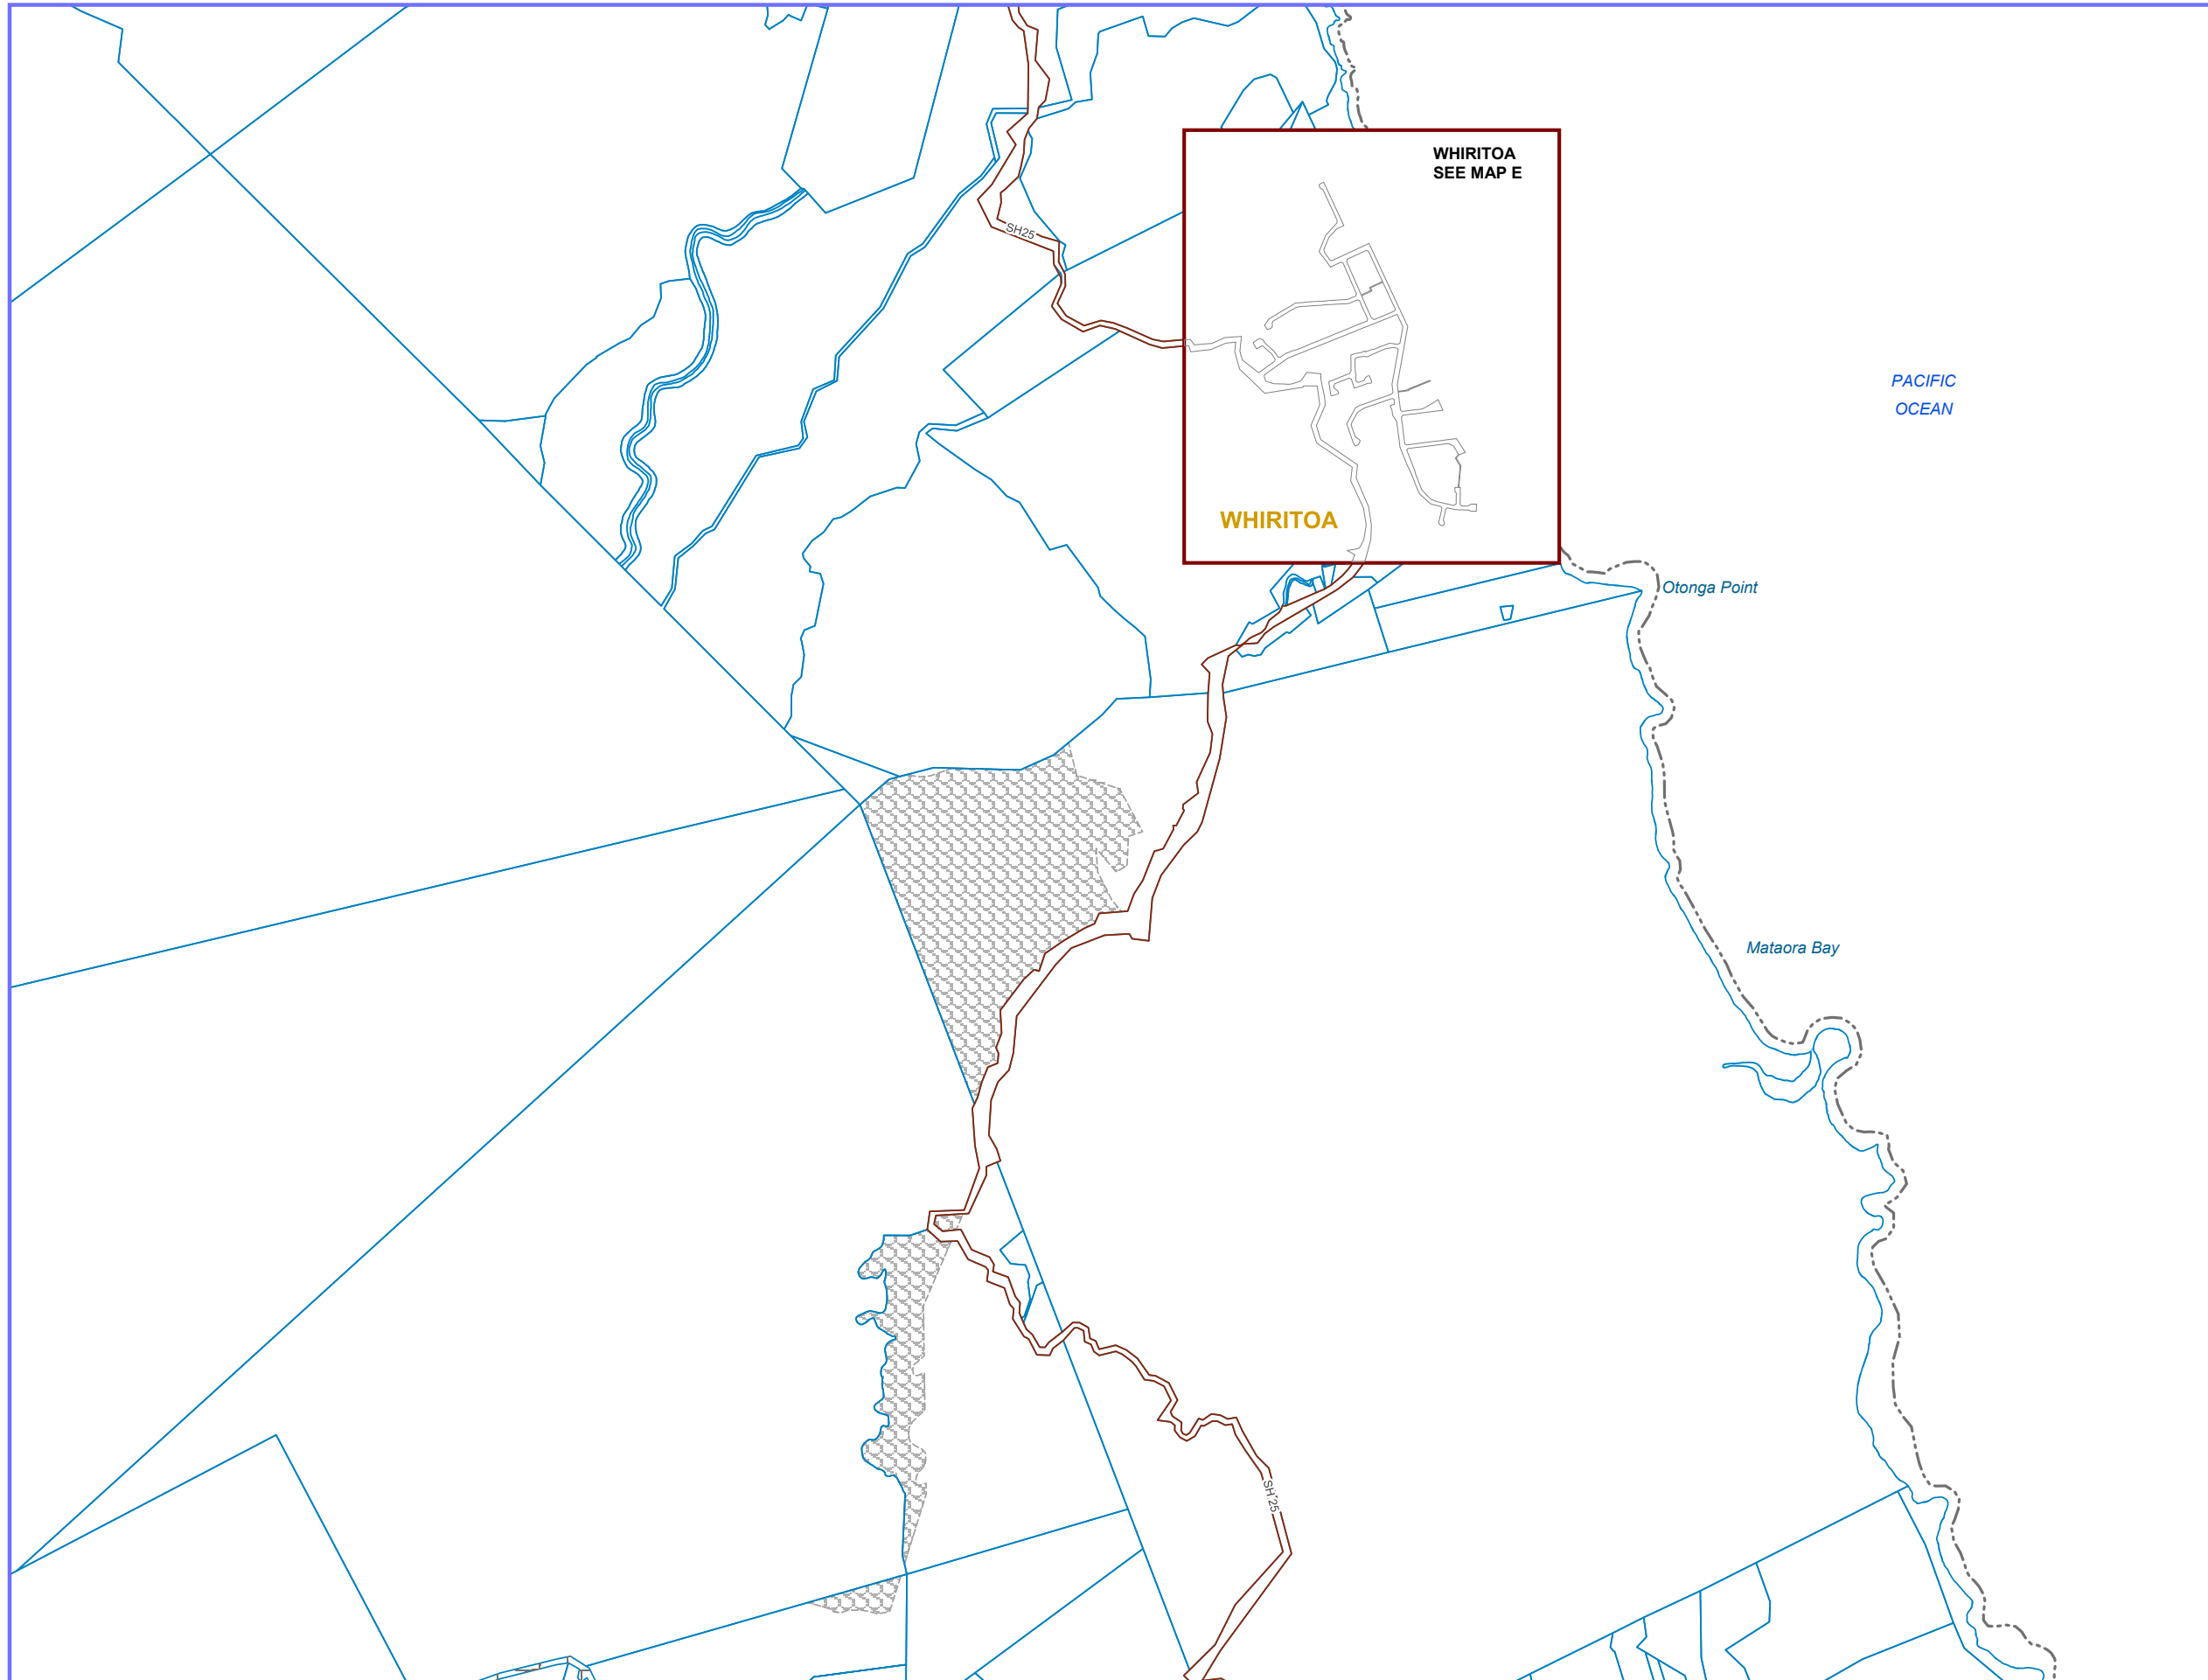 WHIRITOA
SEE MAP E
SH25
PACIFIC
OCEAN
WHIRITOA
Otonga Point
Mataora Bay
SH 25